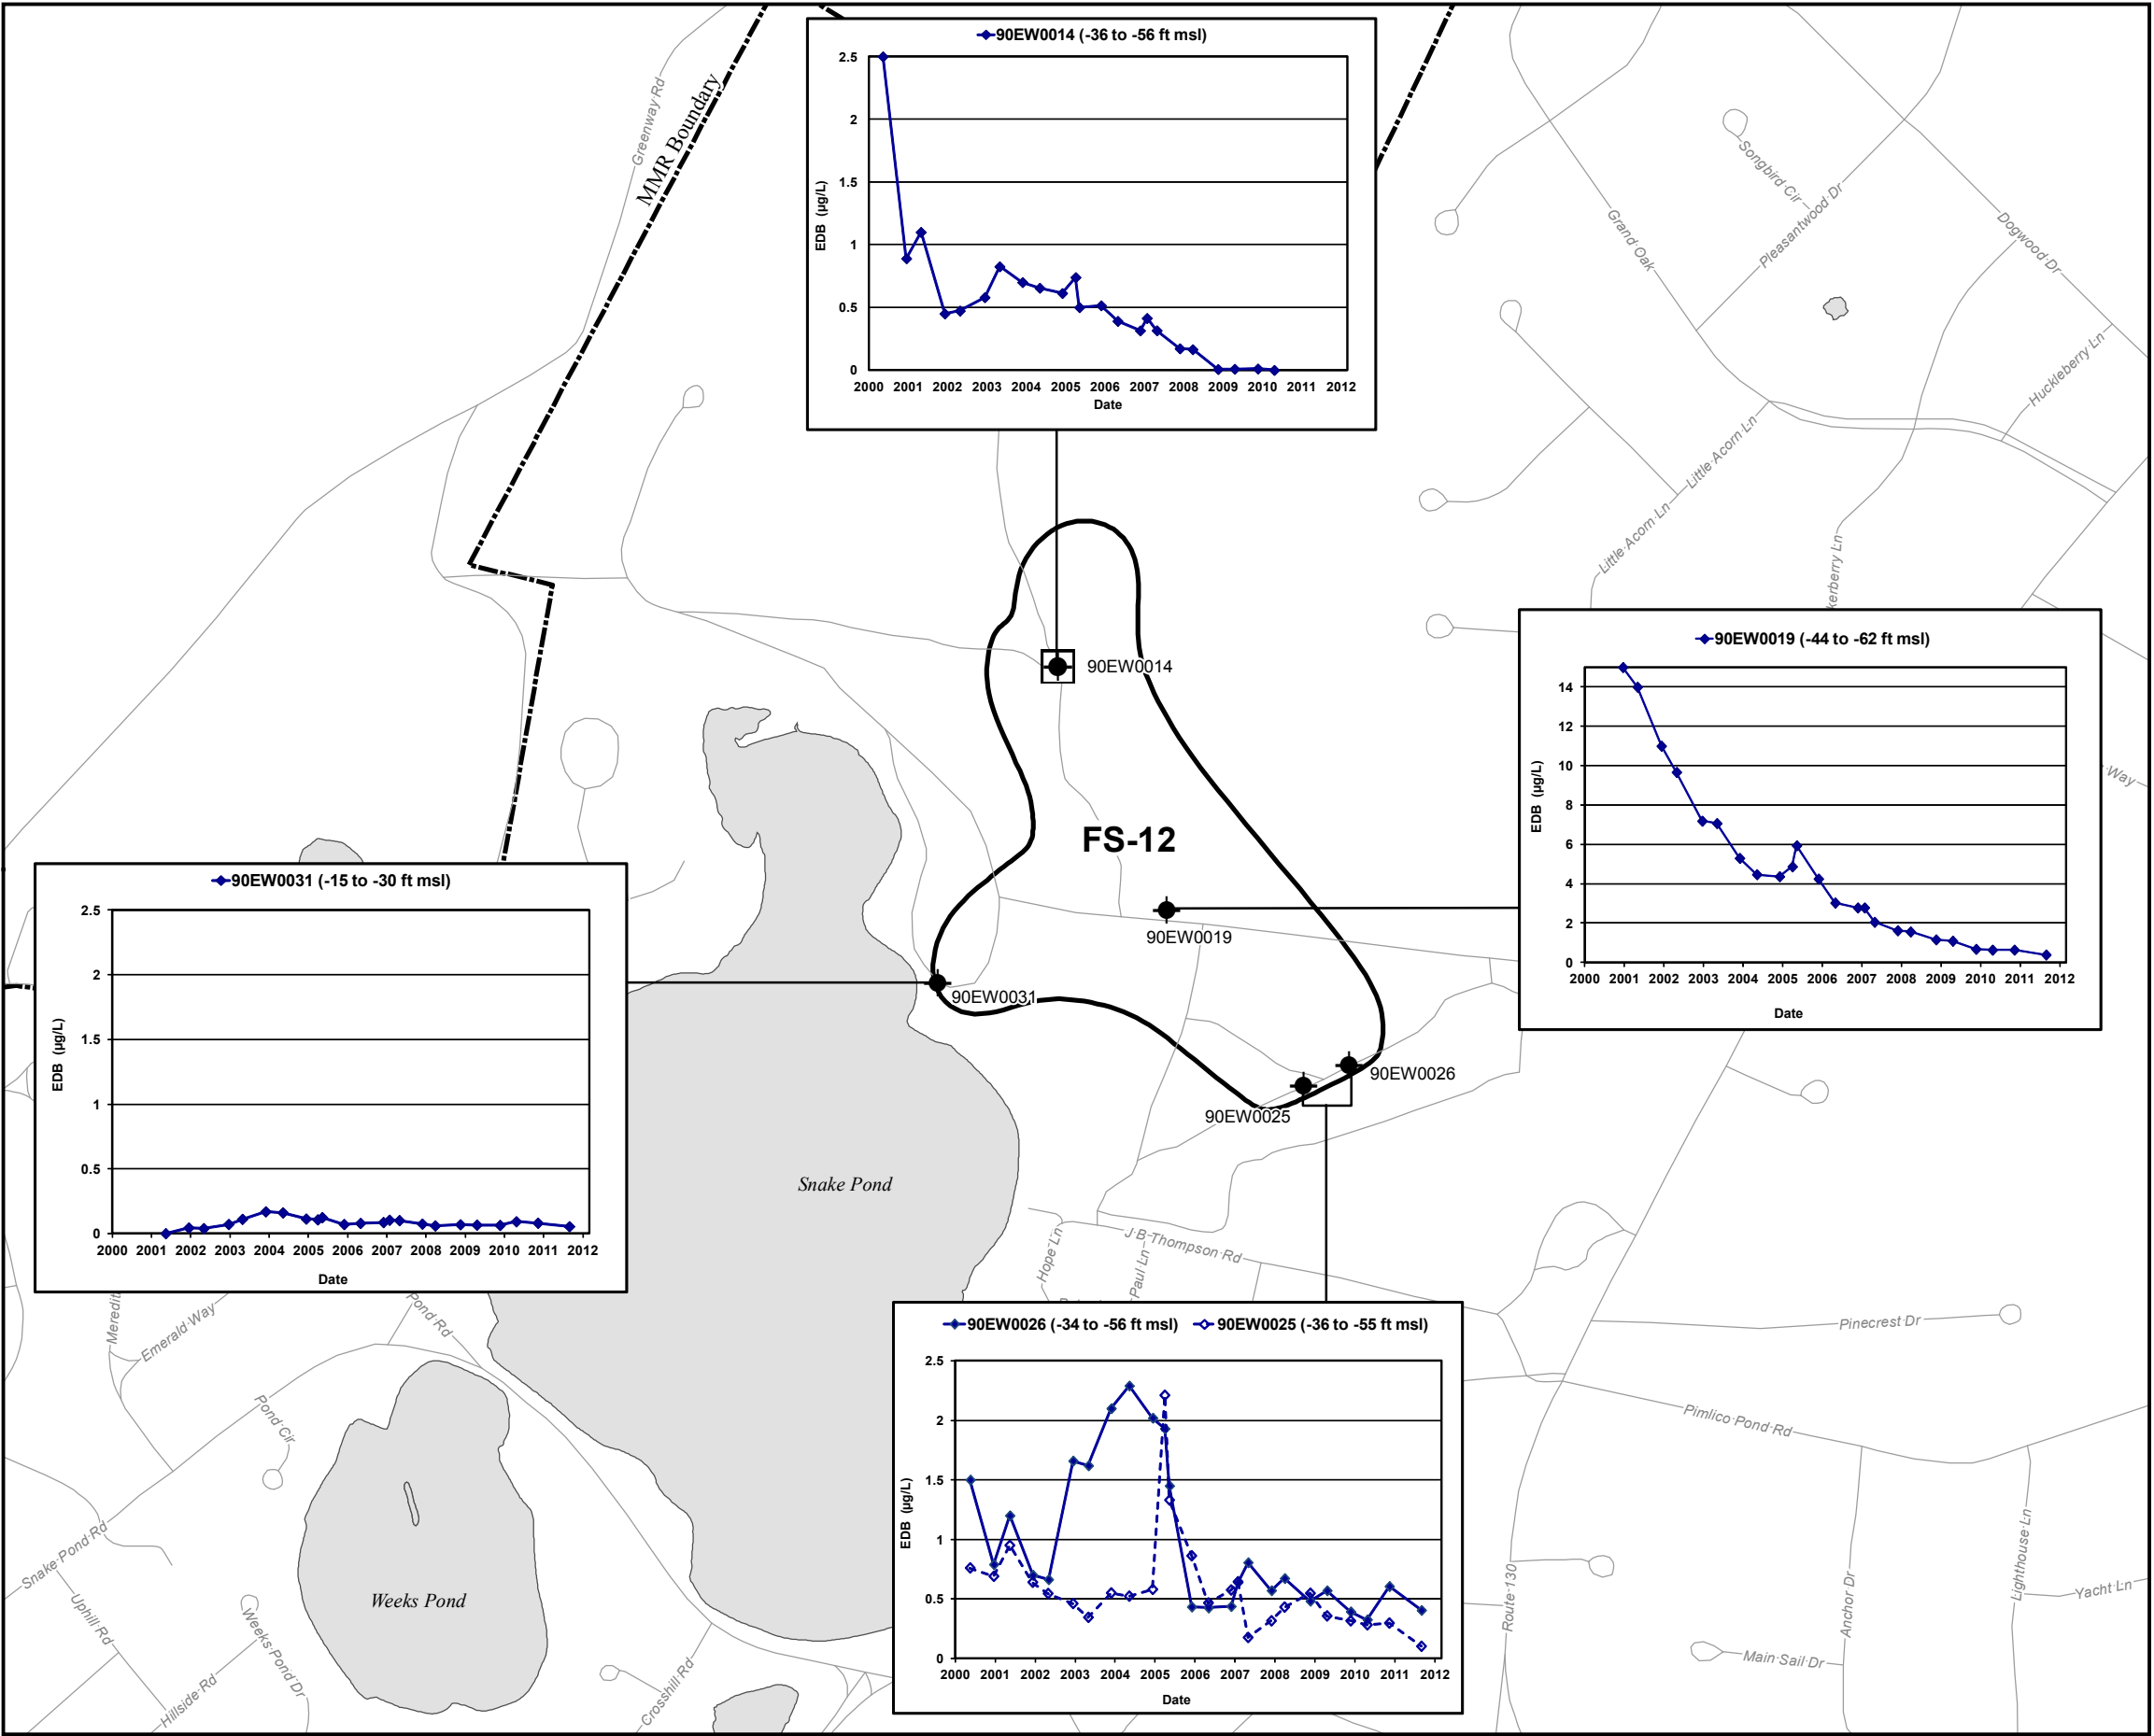 90EW0014 (-36 to -56 ft msl)
2.5
2
1.5
1
0.5
0
EDB (µg/L)
2000 2001 2002 2003 2004 2005 2006 2007 2008 2009 2010 2011 2012
Date
Greenway Rd
MMR Boundary
Songbird Cir
Pleasantwood Dr
Grand Oak
Dogwood Dr
Huckleberry Ln
Little Acorn Ln
Little Acorn Ln
kerberry Ln
Way
90EW0014
FS-12
90EW0019
90EW0031
90EW0026
90EW0025
90EW0019 (-44 to -62 ft msl)
14
12
10
8
6
4
2
0
EDB (µg/L)
2000 2001 2002 2003 2004 2005 2006 2007 2008 2009 2010 2011 2012
Date
90EW0031 (-15 to -30 ft msl)
2.5
2
1.5
1
0.5
0
EDB (µg/L)
2000 2001 2002 2003 2004 2005 2006 2007 2008 2009 2010 2011 2012
Date
Snake Pond
Hope Ln
Paul Ln
J B Thompson Rd
90EW0026 (-34 to -56 ft msl) 90EW0025 (-36 to -55 ft msl)
2.5
2
1.5
1
0.5
0
EDB (µg/L)
2000 2001 2002 2003 2004 2005 2006 2007 2008 2009 2010 2011 2012
Date
Meredit
Emerald Way
Pond Rd
Pond Cir
Snake Pond Rd
Uphill Rd
Hillside Rd
Weeks Pond Dr
Weeks Pond
Crosshill Rd
Pinecrest Dr
Pimlico Pond Rd
Route 130
Anchor Dr
Lighthouse Ln
Yacht Ln
Main Sail Dr